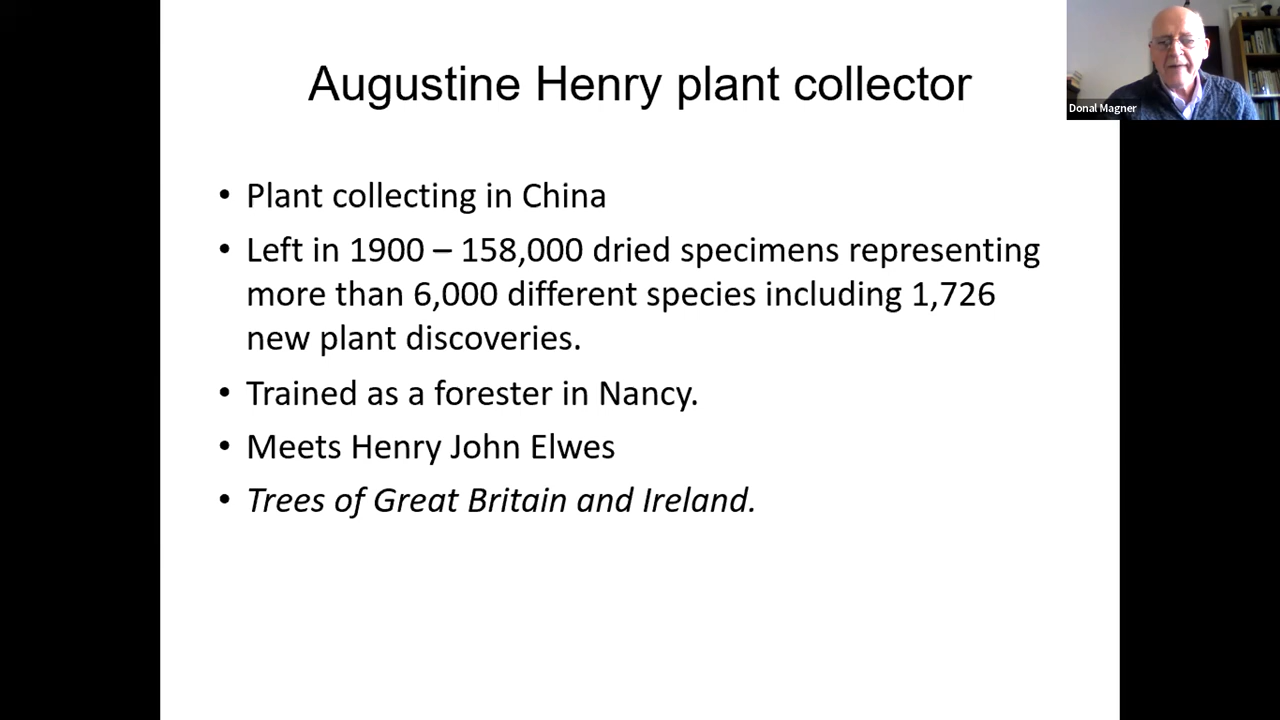 Augustine Henry plant collector
Donal Magner
• Plant collecting in China
• Left in 1900 – 158,000 dried specimens representing
more than 6,000 different species including 1,726
new plant discoveries.
• Trained as a forester in Nancy.
• Meets Henry John Elwes
• Trees of Great Britain and Ireland.